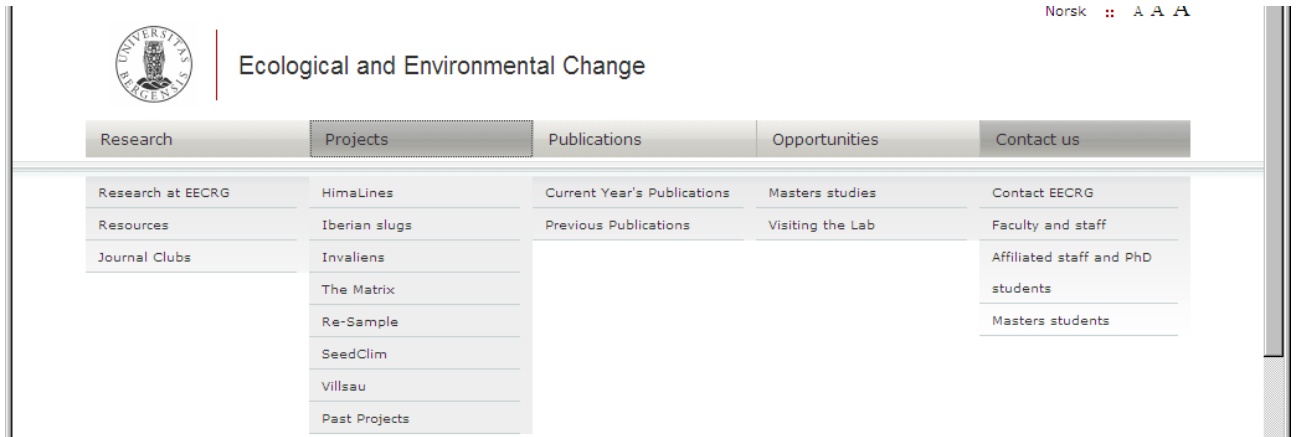 Norsk :: A A A
UNIVERSITAS BERGENSIS
Ecological and Environmental Change
Research
Projects
Publications
Opportunities
Contact us
Research at EECRG
Resources
Journal Clubs
HimaLines
Iberian slugs
Invaliens
The Matrix
Re-Sample
SeedClim
Villsau
Past Projects
Current Year's Publications
Previous Publications
Masters studies
Visiting the Lab
Contact EECRG
Faculty and staff
Affiliated staff and PhD
students
Masters students